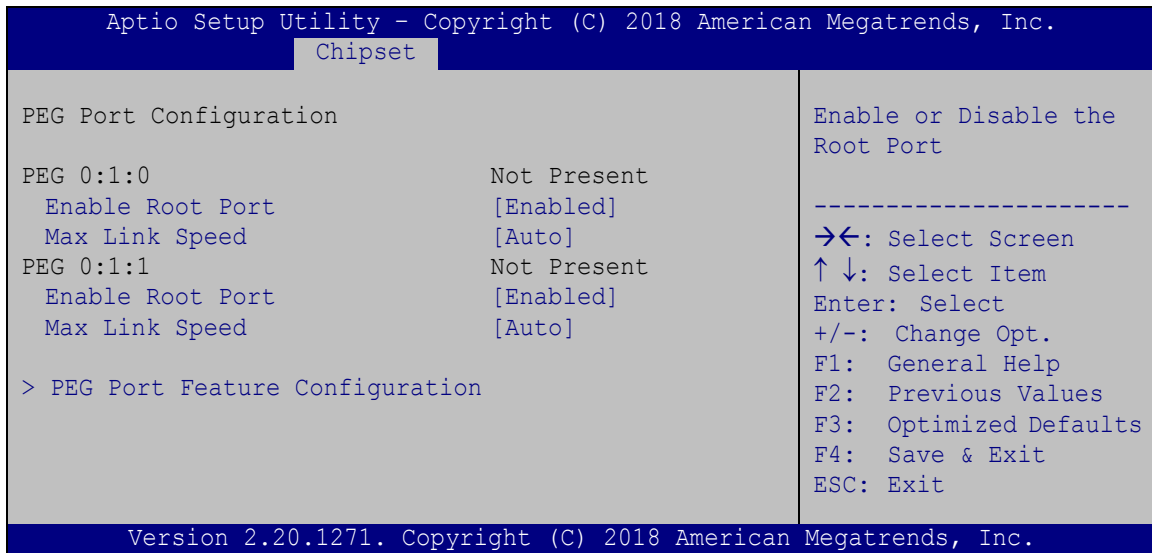 Aptio Setup Utility – Copyright (C) 2018 American Megatrends, Inc.
Chipset
PEG Port Configuration
PEG 0:1:0 Not Present
Enable Root Port [Enabled]
Max Link Speed [Auto]
PEG 0:1:1 Not Present
Enable Root Port [Enabled]
Max Link Speed [Auto]
> PEG Port Feature Configuration
Enable or Disable the
Root Port
----------------------
→←: Select Screen
↑ ↓: Select Item
Enter: Select
+/-: Change Opt.
F1: General Help
F2: Previous Values
F3: Optimized Defaults
F4: Save & Exit
ESC: Exit
Version 2.20.1271. Copyright (C) 2018 American Megatrends, Inc.